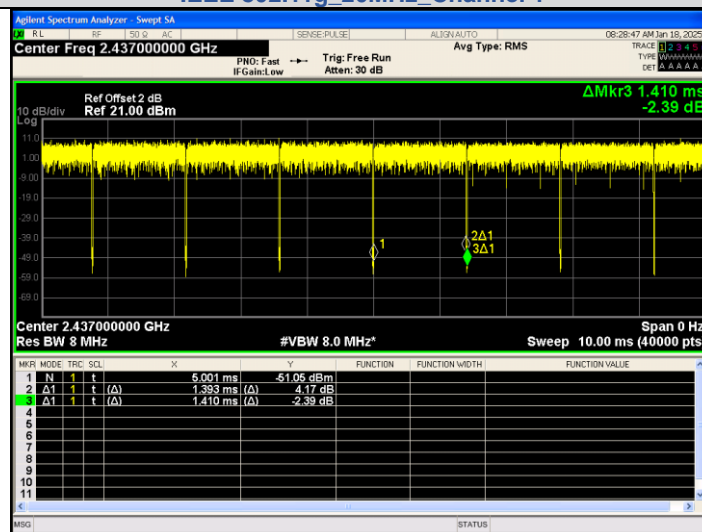 Agilent Spectrum Analyzer - Swept SA
RL RF 50 Ω AC SENSE:PULSE ALIGNAUTO 08:28:47 AM Jan 18, 2025
Center Freq 2.437000000 GHz Avg Type: RMS TRACE 1 2 3 4 5
PNO: Fast Trig: Free Run TYPE
IFGain:Low Atten: 30 dB DET A A A A A
ΔMkr3 1.410 ms
Ref Offset 2 dB
10 dB/div Ref 21.00 dBm -2.39 dB
Log
11.0
1.00
-9.00
-19.0
-29.0
-39.0
1 2Δ1
3Δ1
-49.0
-59.0
-69.0
Center 2.437000000 GHz Span 0 Hz
Res BW 8 MHz #VBW 8.0 MHz* Sweep 10.00 ms (40000 pts
MKR MODE TRC SCL X Y FUNCTION FUNCTION WIDTH FUNCTION VALUE
1 N 1 t 5.001 ms -51.05 dBm
2 Δ1 1 t (Δ) 1.393 ms (Δ) 4.17 dB
3 Δ1 1 t (Δ) 1.410 ms (Δ) -2.39 dB
4
5
6
7
8
9
10
11
MSG STATUS